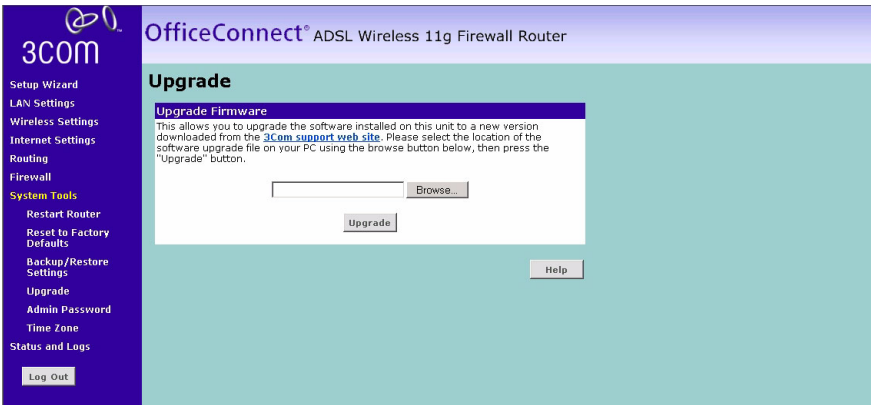 3COM
OfficeConnect® ADSL Wireless 11g Firewall Router
Setup Wizard
LAN Settings
Wireless Settings
Internet Settings
Routing
Firewall
System Tools
Restart Router
Reset to Factory
Defaults
Backup/Restore
Settings
Upgrade
Admin Password
Time Zone
Status and Logs
Log Out
Upgrade
Upgrade Firmware
This allows you to upgrade the software installed on this unit to a new version
downloaded from the 3Com support web site. Please select the location of the
software upgrade file on your PC using the browse button below, then press the
"Upgrade" button.
Browse...
Upgrade
Help